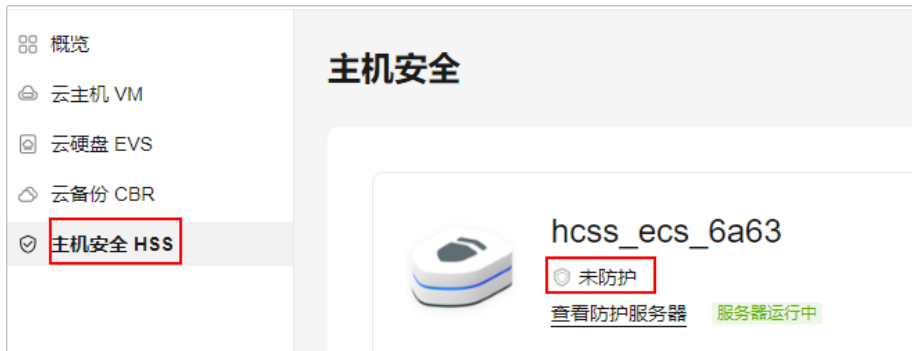 概览
云主机 VM
云硬盘 EVS
云备份 CBR
主机安全 HSS
主机安全
hcss_ecs_6a63
未防护
查看防护服务器 服务器运行中